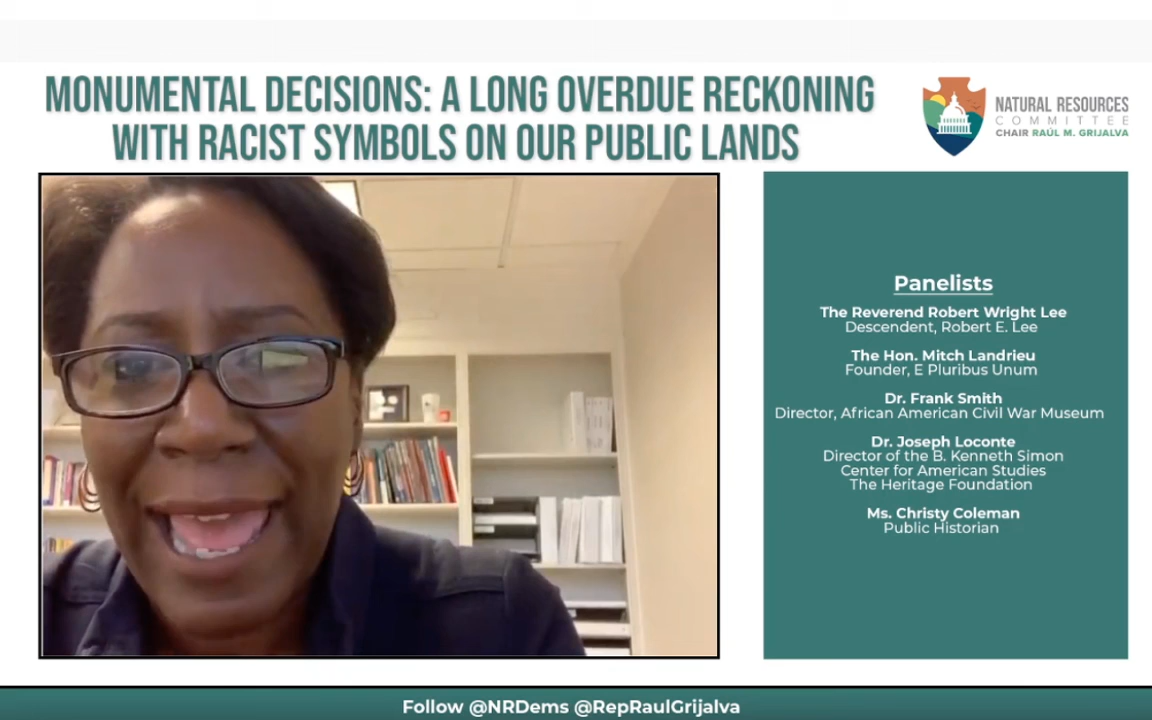 MONUMENTAL DECISIONS: A LONG OVERDUE RECKONING
WITH RACIST SYMBOLS ON OUR PUBLIC LANDS
NATURAL RESOURCES
COMMITTEE
CHAIR RAÚL M. GRIJALVA
Panelists
The Reverend Robert Wright Lee
Descendent, Robert E. Lee
The Hon. Mitch Landrieu
Founder, E Pluribus Unum
Dr. Frank Smith
Director, African American Civil War Museum
Dr. Joseph Loconte
Director of the B. Kenneth Simon
Center for American Studies
The Heritage Foundation
Ms. Christy Coleman
Public Historian
Follow @NRDems @RepRaulGrijalva